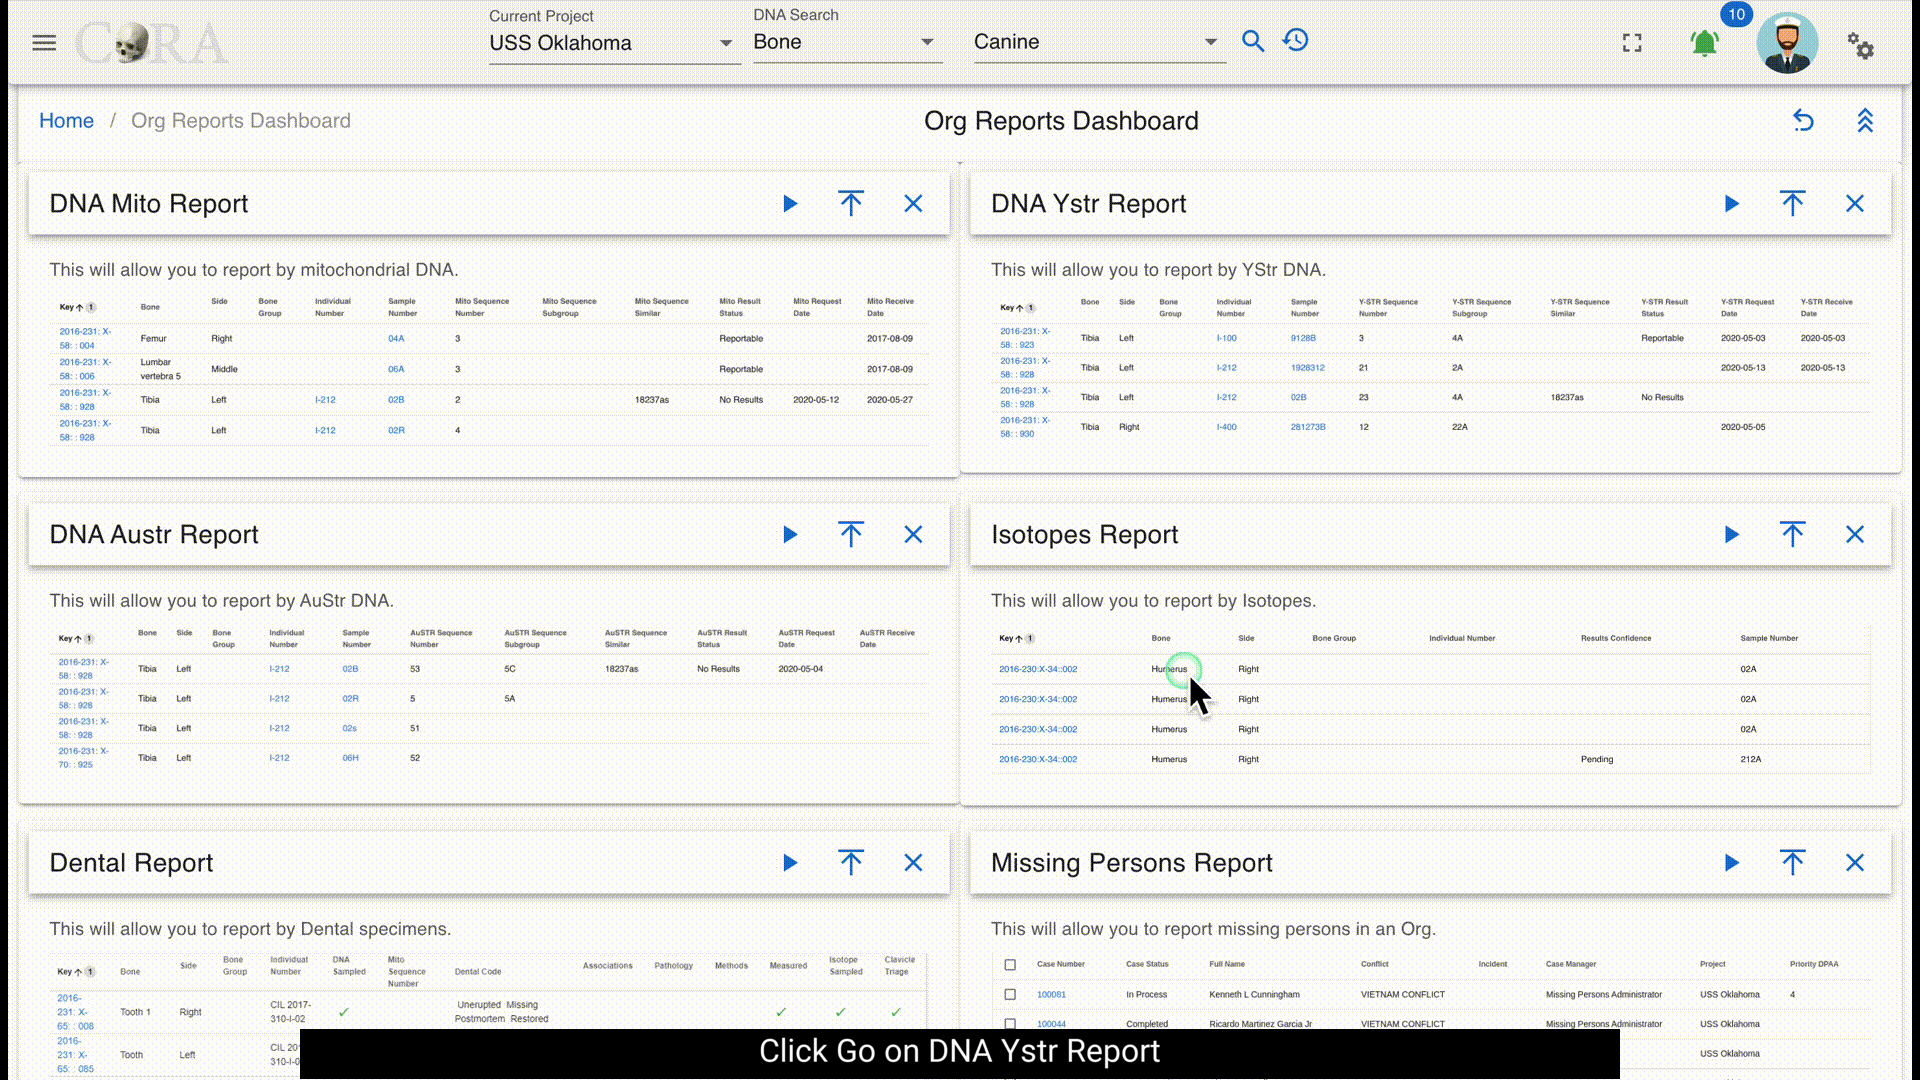 CORA
Current Project
USS Oklahoma
DNA Search
Bone
Canine
10
Home / Org Reports Dashboard
Org Reports Dashboard
DNA Mito Report
This will allow you to report by mitochondrial DNA.
Key 1 Bone Side Bone Group Individual Number Sample Number Mito Sequence Number Mito Sequence Subgroup Mito Sequence Similar Mito Result Status Mito Request Date Mito Receive Date
2016-231: X-58: : 004 Femur Right 04A 3 Reportable 2017-08-09
2016-231: X-58: : 006 Lumbar vertebra 5 Middle 06A 3 Reportable 2017-08-09
2016-231: X-58: : 928 Tibia Left I-212 02B 2 18237as No Results 2020-05-12 2020-05-27
2016-231: X-58: : 928 Tibia Left I-212 02R 4
DNA Ystr Report
This will allow you to report by YStr DNA.
Key 1 Bone Side Bone Group Individual Number Sample Number Y-STR Sequence Number Y-STR Sequence Subgroup Y-STR Sequence Similar Y-STR Result Status Y-STR Request Date Y-STR Receive Date
2016-231: X-58: : 923 Tibia Left I-100 9128B 3 4A Reportable 2020-05-03 2020-05-03
2016-231: X-58: : 928 Tibia Left I-212 1928312 21 2A 2020-05-13 2020-05-13
2016-231: X-58: : 928 Tibia Left I-212 02B 23 4A 18237as No Results
2016-231: X-58: : 930 Tibia Right I-400 281273B 12 22A 2020-05-05
DNA Austr Report
This will allow you to report by AuStr DNA.
Key 1 Bone Side Bone Group Individual Number Sample Number AuSTR Sequence Number AuSTR Sequence Subgroup AuSTR Sequence Similar AuSTR Result Status AuSTR Request Date AuSTR Receive Date
2016-231: X-58: : 928 Tibia Left I-212 02B 53 5C 18237as No Results 2020-05-04
2016-231: X-58: : 928 Tibia Left I-212 02R 5 5A
2016-231: X-58: : 928 Tibia Left I-212 02s 51
2016-231: X-70: : 925 Tibia Left I-212 06H 52
Isotopes Report
This will allow you to report by Isotopes.
Key 1 Bone Side Bone Group Individual Number Results Confidence Sample Number
2016-230:X-34::002 Humerus Right 02A
2016-230:X-34::002 Humerus Right 02A
2016-230:X-34::002 Humerus Right 02A
2016-230:X-34::002 Humerus Right Pending 212A
Dental Report
This will allow you to report by Dental specimens.
Key 1 Bone Side Bone Group Individual Number DNA Sampled Mito Sequence Number Dental Code Associations Pathology Methods Measured Isotope Sampled Clavicle Triage
2016-231: X-65: : 008 Tooth 1 Right CIL 2017-310-I-02 ✓ Unerupted Missing Postmortem Restored ✓ ✓ ✓
2016-231: X-65: : 085 Tooth Left
Missing Persons Report
This will allow you to report missing persons in an Org.
Case Number Case Status Full Name Conflict Incident Case Manager Project Priority DPAA
100081 In Process Kenneth L Cunningham VIETNAM CONFLICT Missing Persons Administrator USS Oklahoma 4
100044 Completed Ricardo Martinez Garcia Jr VIETNAM CONFLICT Missing Persons Administrator USS Oklahoma
USS Oklahoma
Click Go on DNA Ystr Report